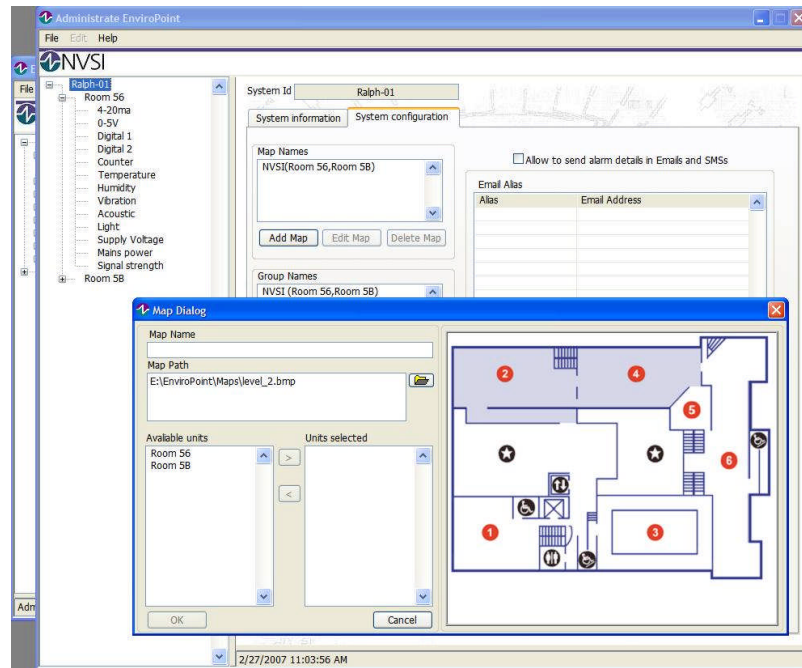 Administrate EnviroPoint
File Edit Help
NVSI
E
File
Ralph-01
Room 56
4-20ma
0-5V
Digital 1
Digital 2
Counter
Temperature
Humidity
Vibration
Acoustic
Light
Supply Voltage
Mains power
Signal strength
Room 5B
System Id Ralph-01
System information System configuration
Map Names
NVSI(Room 56,Room 5B)
Add Map Edit Map Delete Map
Group Names
NVSI (Room 56,Room 5B)
Allow to send alarm details in Emails and SMSs
Email Alias
Alias Email Address
Map Dialog
Map Name
Map Path
E:\EnviroPoint\Maps\level_2.bmp
Available units Units selected
Room 56
Room 5B
>
<
OK Cancel
2 4
5
6
1 3
Adm
2/27/2007 11:03:56 AM